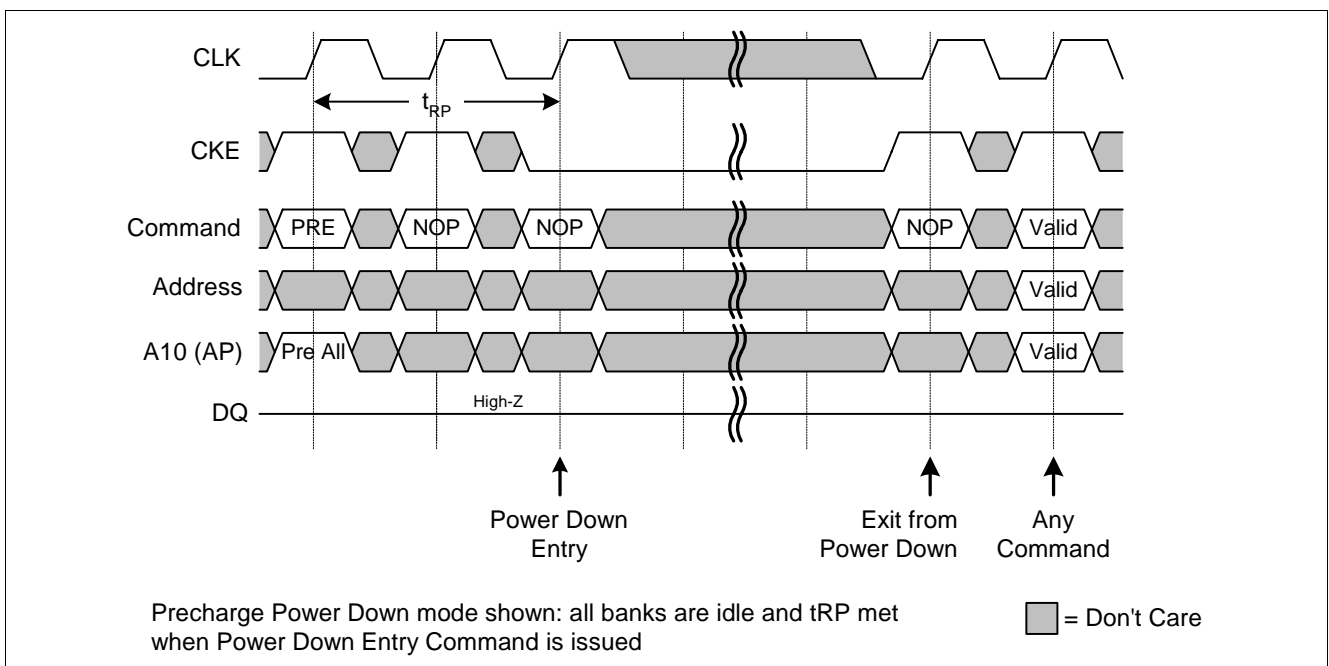 CLK
t_RP
CKE
Command PRE NOP NOP NOP Valid
Address Valid
A10 (AP) Pre All Valid
DQ High-Z
Power Down
Entry
Exit from
Power Down
Any
Command
Precharge Power Down mode shown: all banks are idle and tRP met
when Power Down Entry Command is issued
= Don't Care